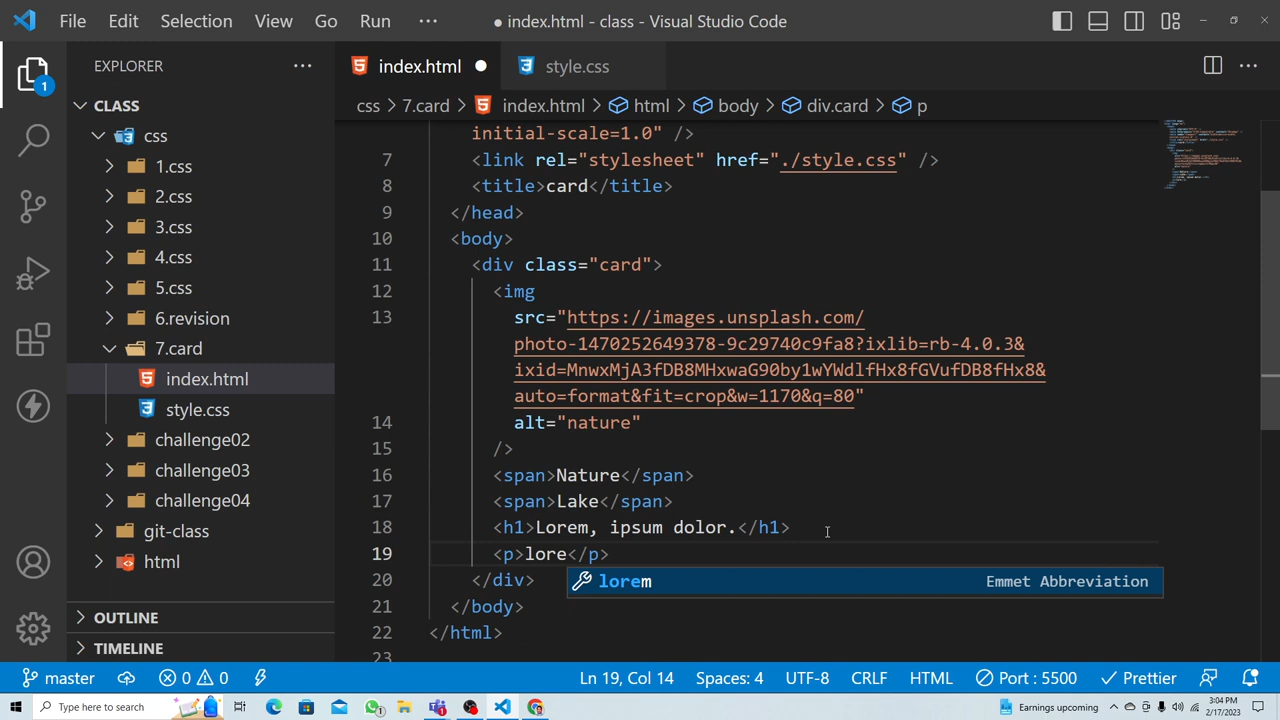 File Edit Selection View Go Run ··· ● index.html - class - Visual Studio Code
EXPLORER ···
index.html ●
style.css
CLASS
css > 7.card > index.html > html > body > div.card > p
css
1.css
2.css
3.css
4.css
5.css
6.revision
7.card
index.html
style.css
challenge02
challenge03
challenge04
git-class
html
OUTLINE
TIMELINE
initial-scale=1.0" />
7 <link rel="stylesheet" href="./style.css" />
8 <title>card</title>
9 </head>
10 <body>
11 <div class="card">
12 <img
13 src="https://images.unsplash.com/
photo-1470252649378-9c29740c9fa8?ixlib=rb-4.0.3&
ixid=MnwxMjA3fDB8MHxwaG90by1wYWdlfHx8fGVufDB8fHx8&
auto=format&fit=crop&w=1170&q=80"
14 alt="nature"
15 />
16 <span>Nature</span>
17 <span>Lake</span>
18 <h1>Lorem, ipsum dolor.</h1>
19 <p>lore</p>
lorem Emmet Abbreviation
20 </div>
21 </body>
22 </html>
23
1
master 0 0 Ln 19, Col 14 Spaces: 4 UTF-8 CRLF HTML Port : 5500 Prettier
Type here to search
Earnings upcoming
3:04 PM
2/17/2023